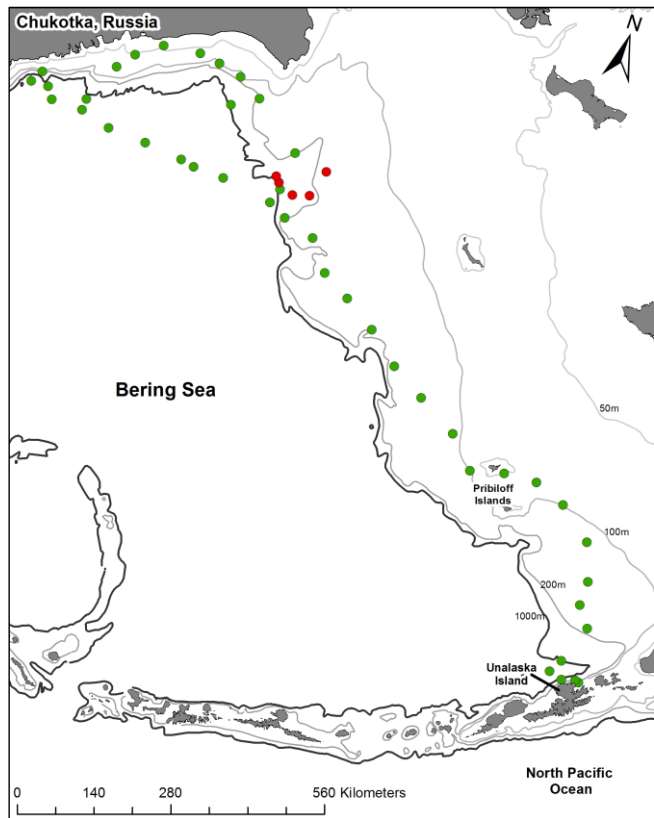 Chukotka, Russia
N
Bering Sea
50m
Pribiloff
Islands
100m
200m
1000m
Unalaska
Island
North Pacific
Ocean
0 140 280 560 Kilometers